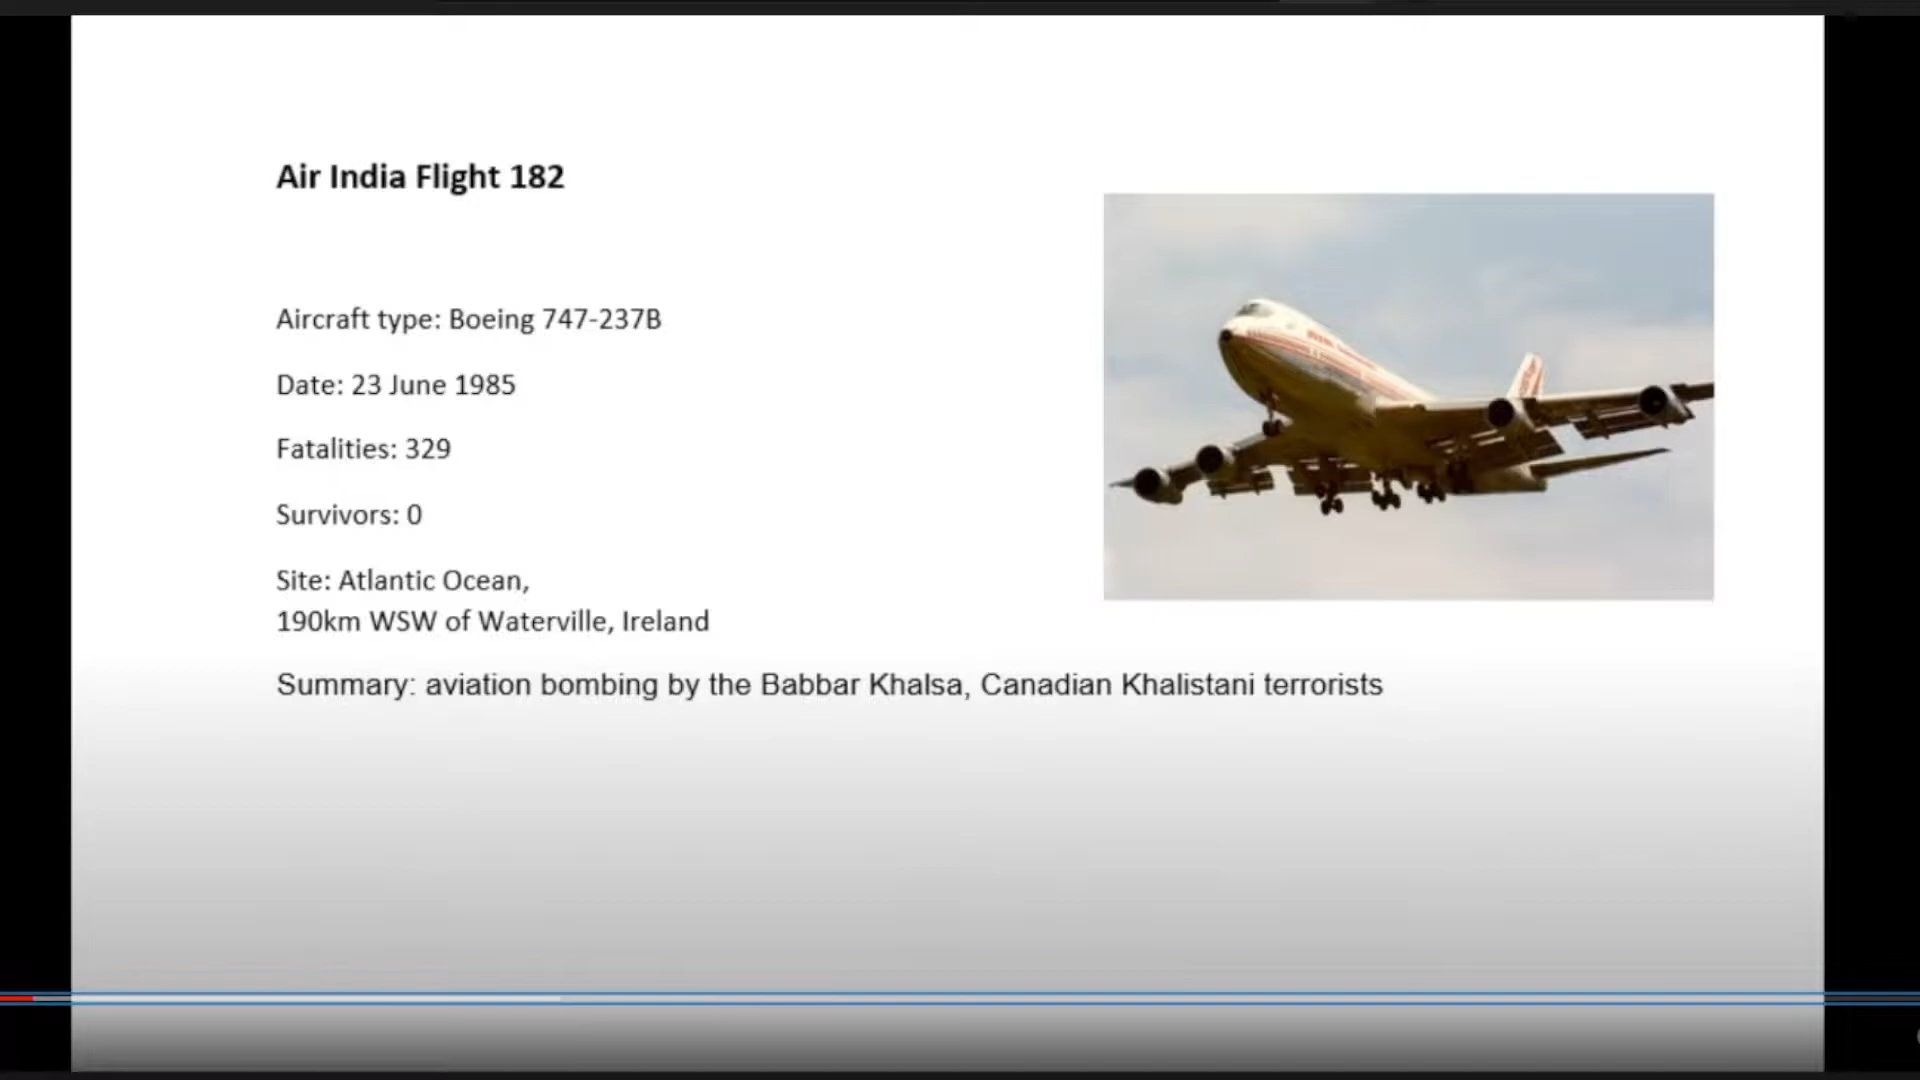 Air India Flight 182
Aircraft type: Boeing 747-237B
Date: 23 June 1985
Fatalities: 329
Survivors: 0
Site: Atlantic Ocean,
190km WSW of Waterville, Ireland
Summary: aviation bombing by the Babbar Khalsa, Canadian Khalistani terrorists